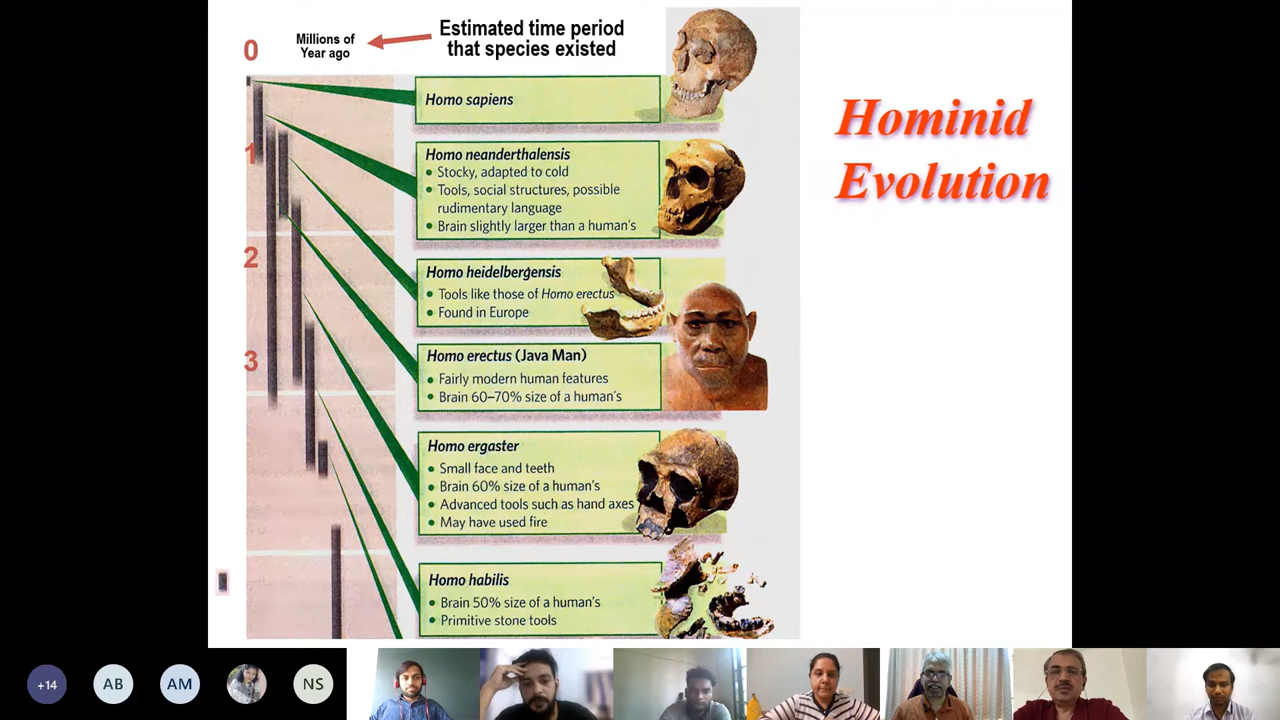 0
Millions of
Year ago
Estimated time period
that species existed
Hominid
Evolution
Homo sapiens
1
Homo neanderthalensis
• Stocky, adapted to cold
• Tools, social structures, possible
rudimentary language
• Brain slightly larger than a human's
2
Homo heidelbergensis
• Tools like those of Homo erectus
• Found in Europe
3
Homo erectus (Java Man)
• Fairly modern human features
• Brain 60–70% size of a human's
Homo ergaster
• Small face and teeth
• Brain 60% size of a human's
• Advanced tools such as hand axes
• May have used fire
Homo habilis
• Brain 50% size of a human's
• Primitive stone tools
+14
AB
AM
NS